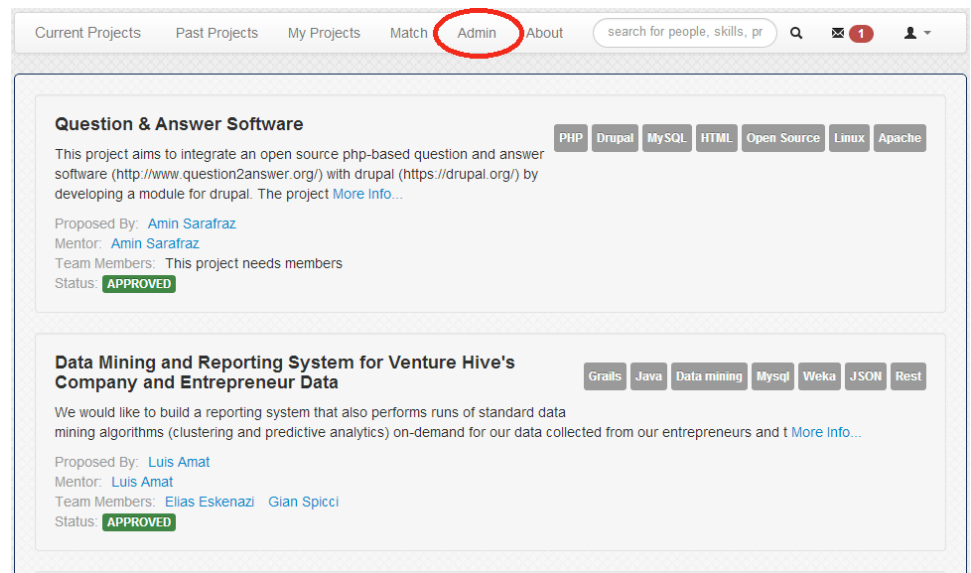 Current Projects Past Projects My Projects Match Admin About search for people, skills, pr 1
Question & Answer Software
PHP Drupal MySQL HTML Open Source Linux Apache
This project aims to integrate an open source php-based question and answer
software (http://www.question2answer.org/) with drupal (https://drupal.org/) by
developing a module for drupal. The project More Info...
Proposed By: Amin Sarafraz
Mentor: Amin Sarafraz
Team Members: This project needs members
Status: APPROVED
Data Mining and Reporting System for Venture Hive's
Company and Entrepreneur Data
Grails Java Data mining Mysql Weka JSON Rest
We would like to build a reporting system that also performs runs of standard data
mining algorithms (clustering and predictive analytics) on-demand for our data collected from our entrepreneurs and t More Info...
Proposed By: Luis Amat
Mentor: Luis Amat
Team Members: Elias Eskenazi Gian Spicci
Status: APPROVED